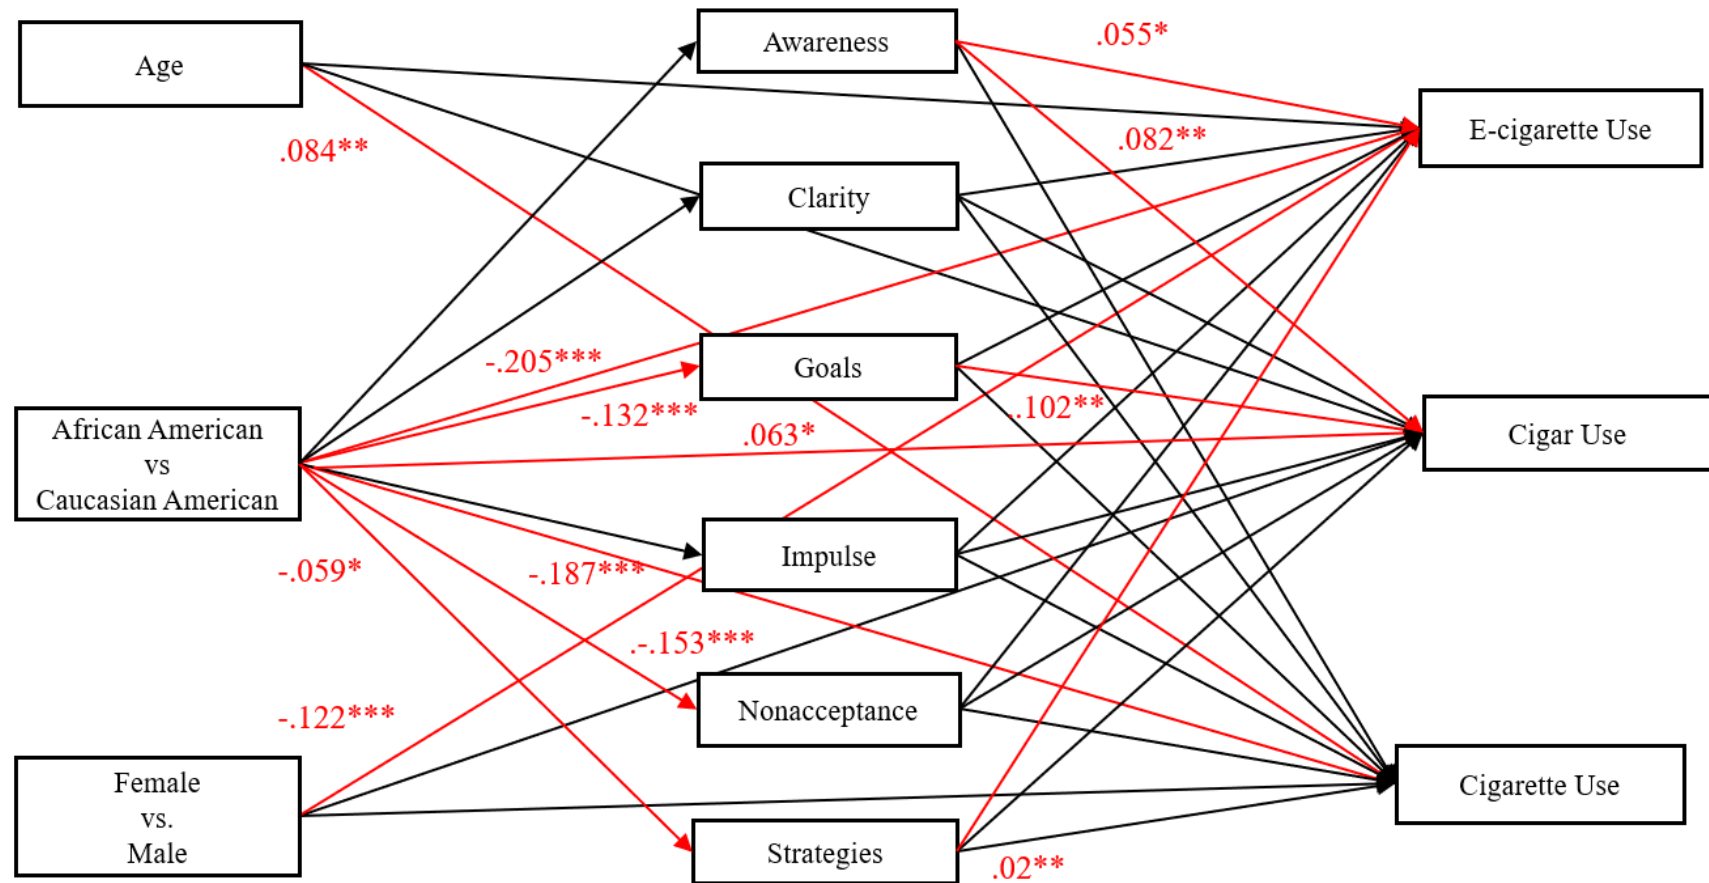 Age
African American
vs
Caucasian American
Female
vs.
Male
Awareness
Clarity
Goals
Impulse
Nonacceptance
Strategies
E-cigarette Use
Cigar Use
Cigarette Use
.055*
.082**
.084**
-.205***
-.132***
.063*
-.102**
-.059*
-.187***
.-.153***
-.122***
.02**